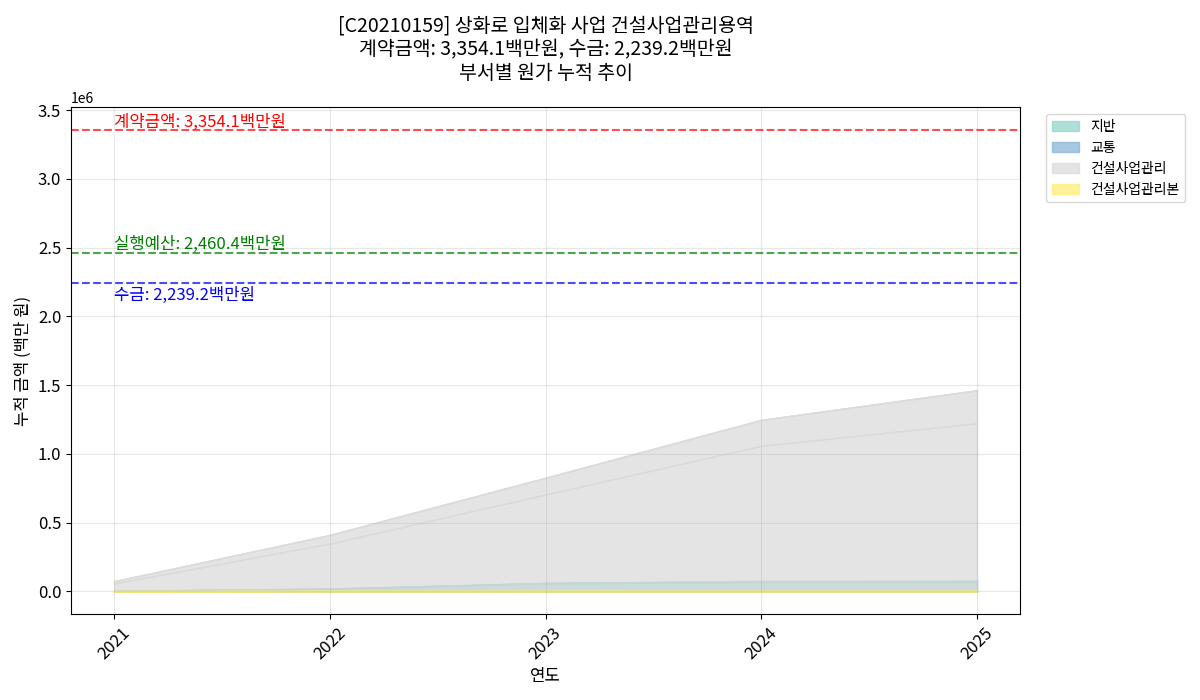 [C20210159] 상화로 입체화 사업 건설사업관리용역
계약금액: 3,354.1백만원, 수금: 2,239.2백만원
부서별 원가 누적 추이
1e6
3.5
3.0
2.5
2.0
1.5
1.0
0.5
0.0
누적 금액 (백만 원)
계약금액: 3,354.1백만원
실행예산: 2,460.4백만원
수금: 2,239.2백만원
지반
교통
건설사업관리
건설사업관리본
2021
2022
2023
2024
2025
연도